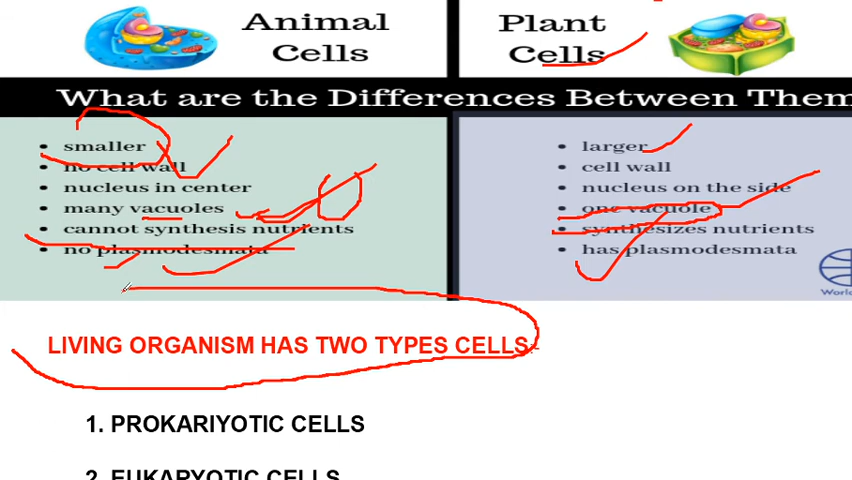 Animal
Cells
Plant
Cells
What are the Differences Between Them
smaller
no cell wall
nucleus in center
many vacuoles
cannot synthesis nutrients
no plasmodesmata
larger
cell wall
nucleus on the side
one vacuole
synthesizes nutrients
has plasmodesmata
World
LIVING ORGANISM HAS TWO TYPES CELLS:-
1. PROKARIYOTIC CELLS
2. EUKARYOTIC CELLS